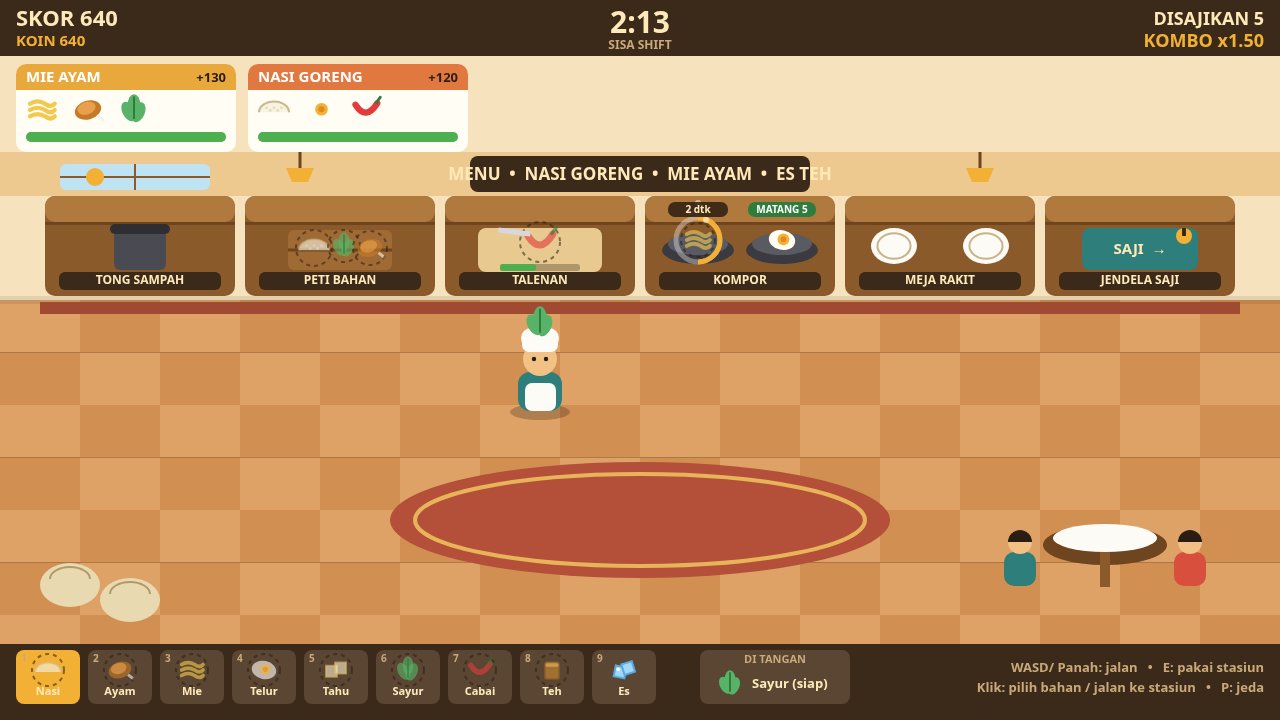 SKOR 640
KOIN 640
2:13
SISA SHIFT
DISAJIKAN 5
KOMBO x1.50
MIE AYAM +130
NASI GORENG +120
MENU • NASI GORENG • MIE AYAM • ES TEH
2 dtk
MATANG 5
SAJI →
TONG SAMPAH
PETI BAHAN
TALENAN
KOMPOR
MEJA RAKIT
JENDELA SAJI
1 Nasi
2 Ayam
3 Mie
4 Telur
5 Tahu
6 Sayur
7 Cabai
8 Teh
9 Es
DI TANGAN
Sayur (siap)
WASD/ Panah: jalan • E: pakai stasiun
Klik: pilih bahan / jalan ke stasiun • P: jeda